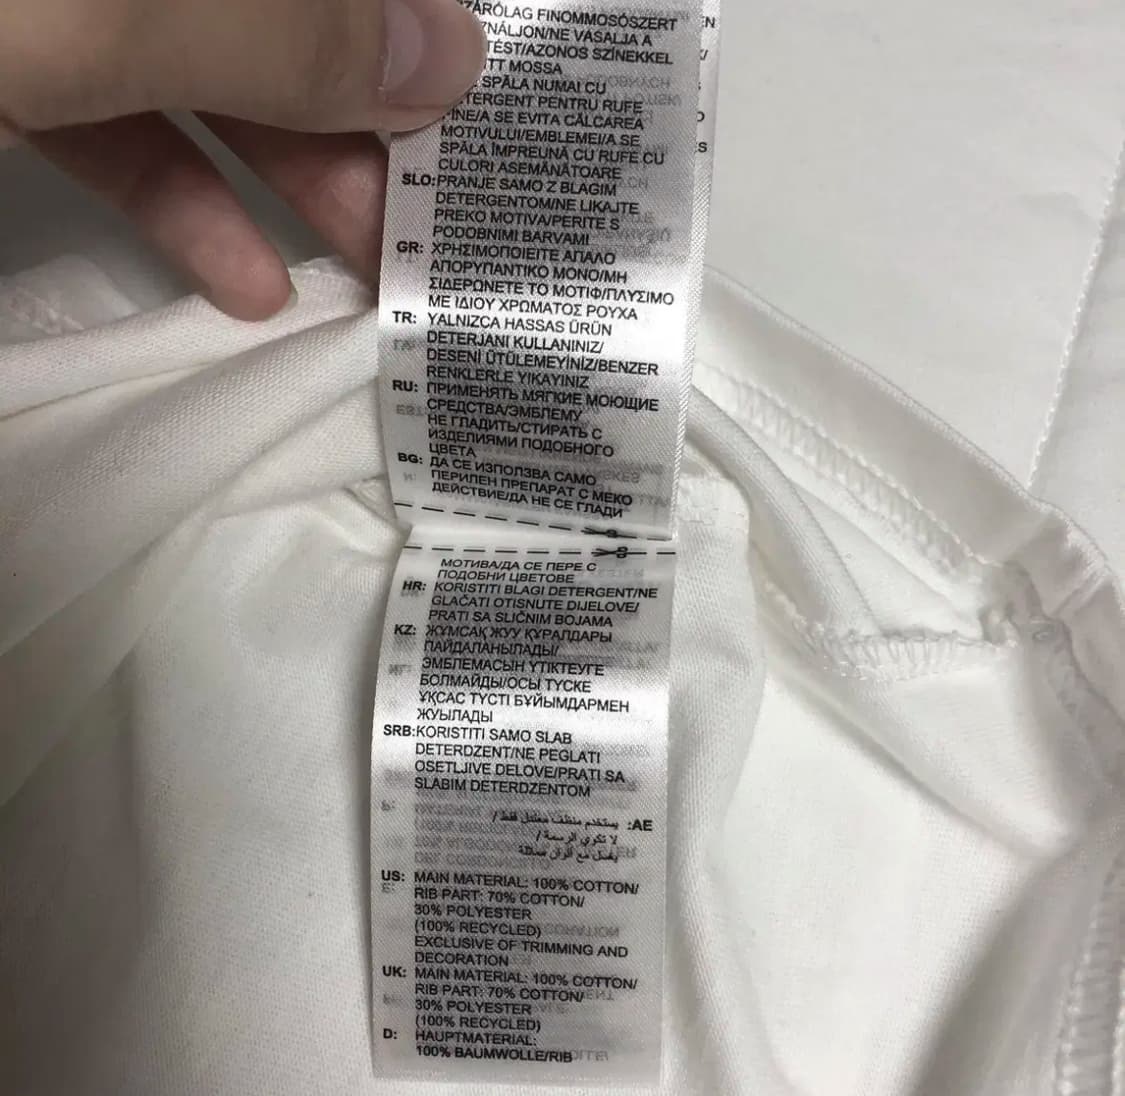 ZÁRÓLAG FINOMMOSÓSZERT
ZNÁLJON/NE VASALJA A
TÉST/AZONOS SZÍNEKKEL
TT MOSSA
SPĂLA NUMAI CU
TERGENT PENTRU RUFE
FINE/A SE EVITA CĂLCAREA
MOTIVULUI/EMBLEMEI/A SE
SPĂLA ÎMPREUNĂ CU RUFE CU
CULORI ASEMĂNĂTOARE
SLO: PRANJE SAMO Z BLAGIM
DETERGENTOM/NE LIKAJTE
PREKO MOTIVA/PERITE S
PODOBNIMI BARVAMI
GR: ΧΡΗΣΙΜΟΠΟΙΕΙΤΕ ΑΠΑΛΟ
ΑΠΟΡΥΠΑΝΤΙΚΟ ΜΟΝΟ/ΜΗ
ΣΙΔΕΡΩΝΕΤΕ ΤΟ ΜΟΤΙΦ/ΠΛΥΣΙΜΟ
ΜΕ ΙΔΙΟΥ ΧΡΩΜΑΤΟΣ ΡΟΥΧΑ
TR: YALNIZCA HASSAS ÜRÜN
DETERJANI KULLANINIZ/
DESENİ ÜTÜLEMEYİNİZ/BENZER
RENKLERLE YIKAYINIZ
RU: ПРИМЕНЯТЬ МЯГКИЕ МОЮЩИЕ
СРЕДСТВА/ЭМБЛЕМУ
НЕ ГЛАДИТЬ/СТИРАТЬ С
ИЗДЕЛИЯМИ ПОДОБНОГО
ЦВЕТА
BG: ДА СЕ ИЗПОЛЗВА САМО
ПЕРИЛЕН ПРЕПАРАТ С МЕКО
ДЕЙСТВИЕ/ДА НЕ СЕ ГЛАДИ
МОТИВА/ДА СЕ ПЕРЕ С
ПОДОБНИ ЦВЕТОВЕ
HR: KORISTITI BLAGI DETERGENT/NE
GLAČATI OTISNUTE DIJELOVE/
PRATI SA SLIČNIM BOJAMA
KZ: ЖҰМСАҚ ЖУУ ҚҰРАЛДАРЫ
ПАЙДАЛАНЫЛАДЫ/
ЭМБЛЕМАСЫН ҮТІКТЕУГЕ
БОЛМАЙДЫ/ОСЫ ТҮСКЕ
ҰҚСАС ТҮСТІ БҰЙЫМДАРМЕН
ЖУЫЛАДЫ
SRB: KORISTITI SAMO SLAB
DETERDZENT/NE PEGLATI
OSETLJIVE DELOVE/PRATI SA
SLABIM DETERDZENTOM
AE: يستخدم منظف معتدل فقط /
لا تكوي الرسمة /
يغسل مع ألوان مماثلة
US: MAIN MATERIAL: 100% COTTON/
RIB PART: 70% COTTON/
30% POLYESTER
(100% RECYCLED)
EXCLUSIVE OF TRIMMING AND
DECORATION
UK: MAIN MATERIAL: 100% COTTON/
RIB PART: 70% COTTON/
30% POLYESTER
(100% RECYCLED)
D: HAUPTMATERIAL:
100% BAUMWOLLE/RIB